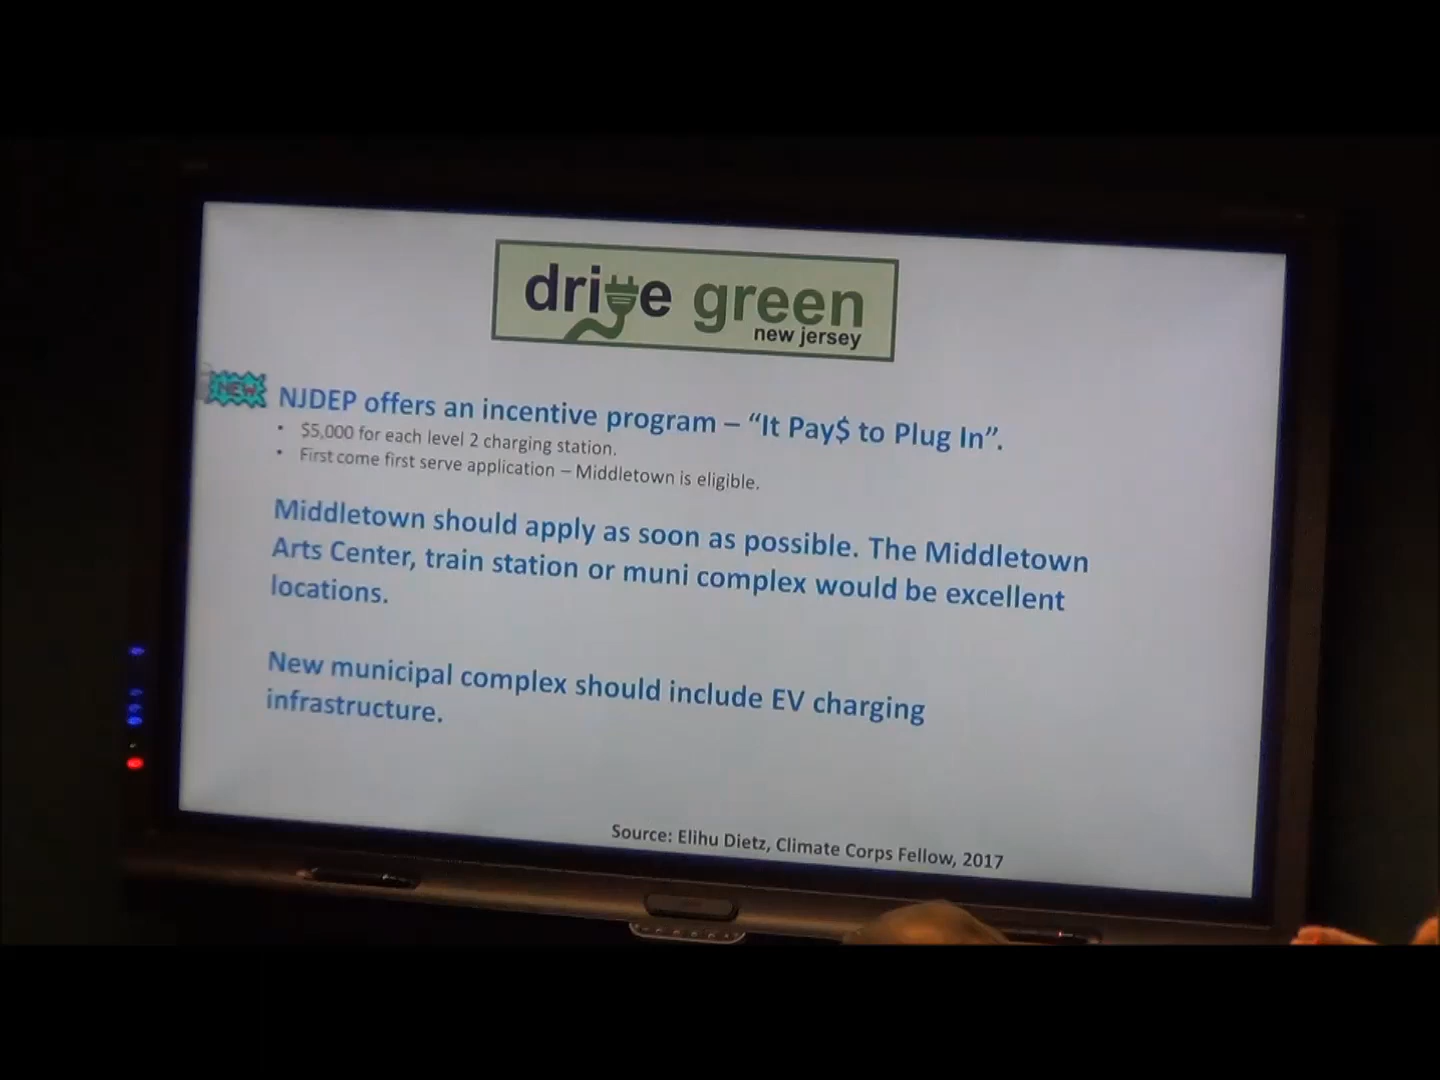 drive green
new jersey
NEW
NJDEP offers an incentive program – “It Pay$ to Plug In”.
• $5,000 for each level 2 charging station.
• First come first serve application – Middletown is eligible.
Middletown should apply as soon as possible. The Middletown
Arts Center, train station or muni complex would be excellent
locations.
New municipal complex should include EV charging
infrastructure.
Source: Elihu Dietz, Climate Corps Fellow, 2017